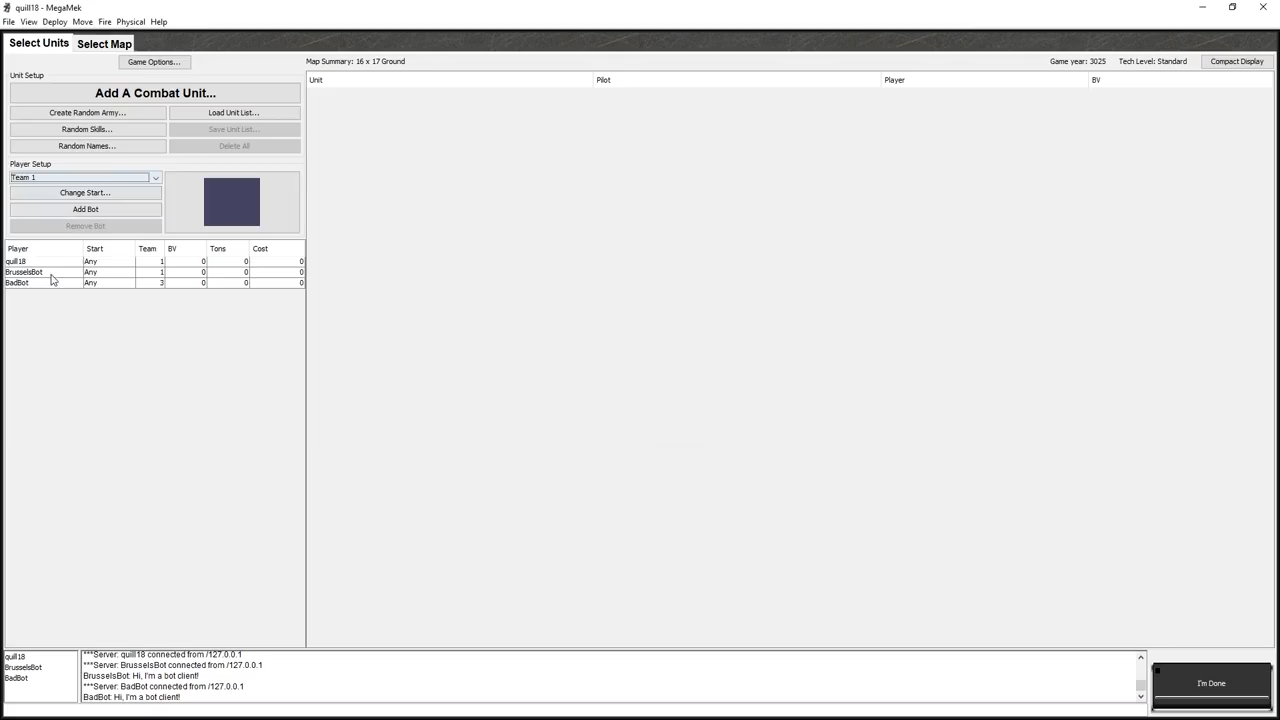 quill18 - MegaMek
File View Deploy Move Fire Physical Help
Select Units Select Map
Game Options...
Map Summary: 16 x 17 Ground
Game year: 3025 Tech Level: Standard Compact Display
Unit Setup
Unit Pilot Player BV
Add A Combat Unit...
Create Random Army... Load Unit List...
Random Skills... Save Unit List...
Random Names... Delete All
Player Setup
Team 1
Change Start...
Add Bot
Remove Bot
Player Start Team BV Tons Cost
quill18 Any 1 0 0 0
BrusselsBot Any 1 0 0 0
BadBot Any 3 0 0 0
quill18
BrusselsBot
BadBot
***Server: quill18 connected from /127.0.0.1
***Server: BrusselsBot connected from /127.0.0.1
BrusselsBot: Hi, I'm a bot client!
***Server: BadBot connected from /127.0.0.1
BadBot: Hi, I'm a bot client!
I'm Done